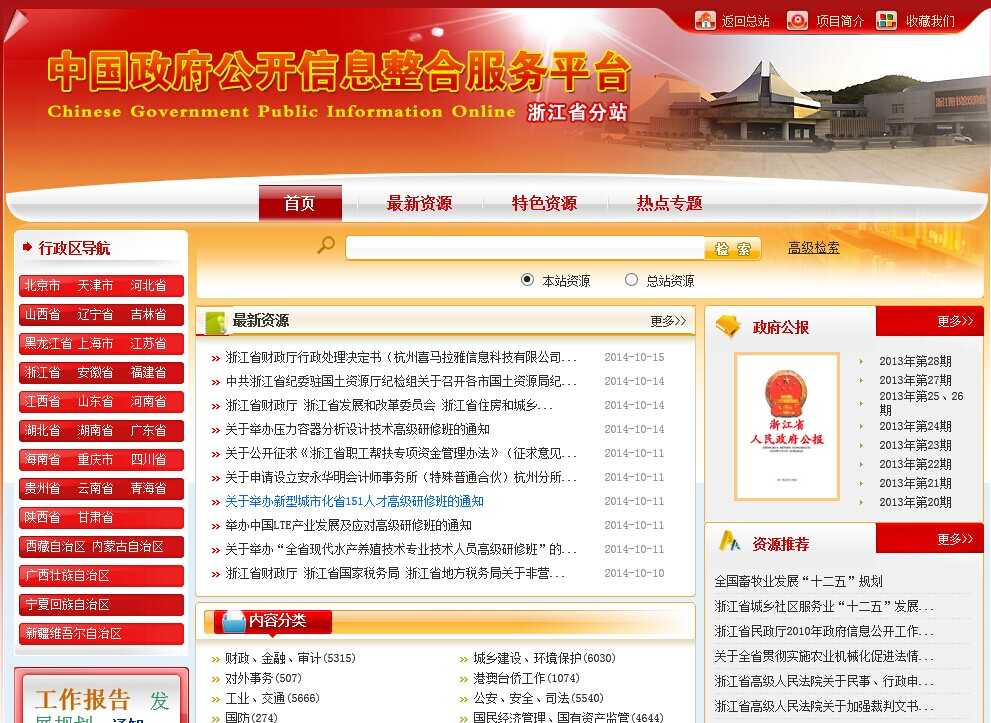 返回总站 项目简介 收藏我们
中国政府公开信息整合服务平台
Chinese Government Public Information Online 浙江省分站
首页 最新资源 特色资源 热点专题
行政区导航
北京市 天津市 河北省
山西省 辽宁省 吉林省
黑龙江省 上海市 江苏省
浙江省 安徽省 福建省
江西省 山东省 河南省
湖北省 湖南省 广东省
海南省 重庆市 四川省
贵州省 云南省 青海省
陕西省 甘肃省
西藏自治区 内蒙古自治区
广西壮族自治区
宁夏回族自治区
新疆维吾尔自治区
工作报告 发
展规划 通知
检 索 高级检索
本站资源 总站资源
最新资源 更多>>
浙江省财政厅行政处理决定书（杭州喜马拉雅信息科技有限公司... 2014-10-15
中共浙江省纪委驻国土资源厅纪检组关于召开各市国土资源局纪... 2014-10-14
浙江省财政厅 浙江省发展和改革委员会 浙江省住房和城乡... 2014-10-14
关于举办压力容器分析设计技术高级研修班的通知 2014-10-14
关于公开征求《浙江省职工帮扶专项资金管理办法》（征求意见... 2014-10-11
关于申请设立安永华明会计师事务所（特殊普通合伙）杭州分所... 2014-10-11
关于举办新型城市化省151人才高级研修班的通知 2014-10-11
举办中国LTE产业发展及应对高级研修班的通知 2014-10-11
关于举办“全省现代水产养殖技术专业技术人员高级研修班”的... 2014-10-11
浙江省财政厅 浙江省国家税务局 浙江省地方税务局关于非营... 2014-10-10
内容分类
财政、金融、审计(5315) 城乡建设、环境保护(6030)
对外事务(507) 港澳台侨工作(1074)
工业、交通(5666) 公安、安全、司法(5540)
国防(274) 国民经济管理、国有资产监管(4644)
政府公报 更多>>
浙江省
人民政府公报
2013年第28期
2013年第27期
2013年第25、26
期
2013年第24期
2013年第23期
2013年第22期
2013年第21期
2013年第20期
资源推荐 更多>>
全国畜牧业发展“十二五”规划
浙江省城乡社区服务业“十二五”发展...
浙江省民政厅2010年政府信息公开工作...
关于全省贯彻实施农业机械化促进法情...
浙江省高级人民法院关于民事、行政申...
浙江省高级人民法院关于加强裁判文书...